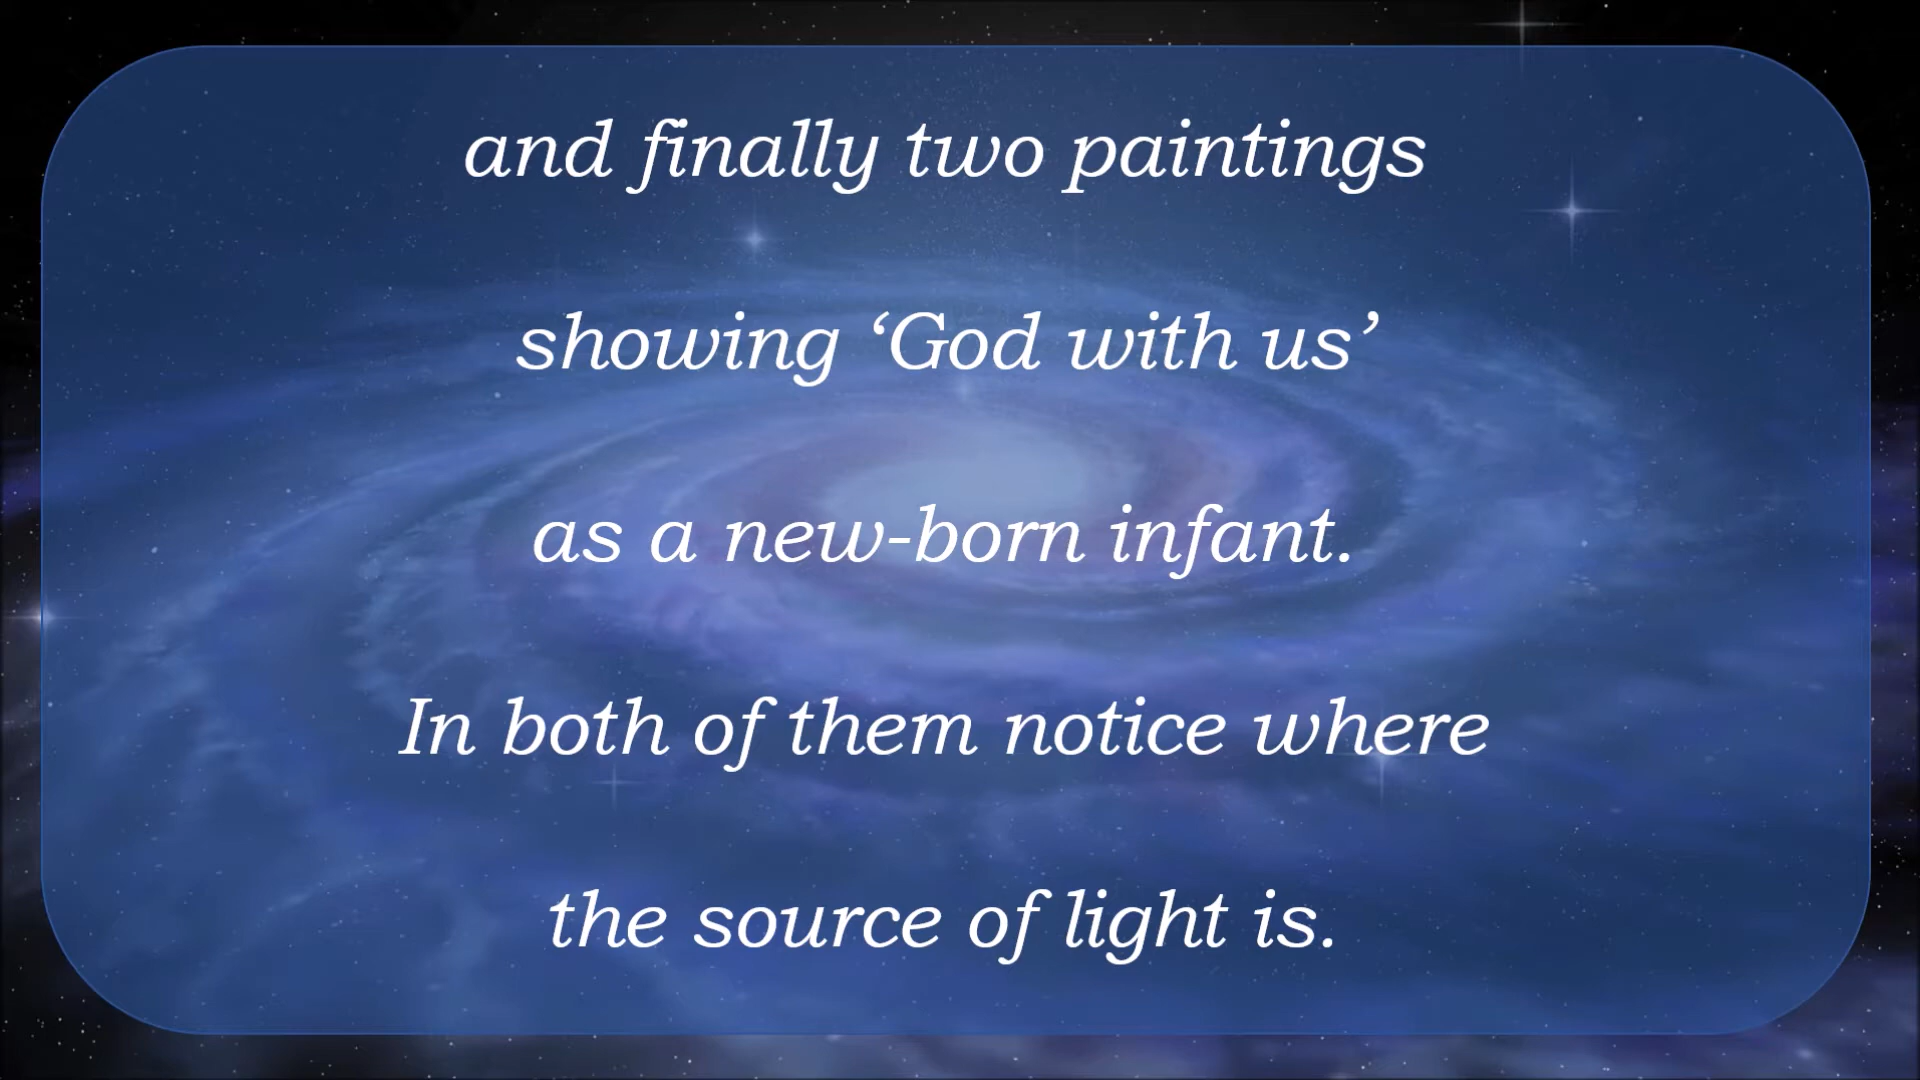 and finally two paintings
showing ‘God with us’
as a new-born infant.
In both of them notice where
the source of light is.